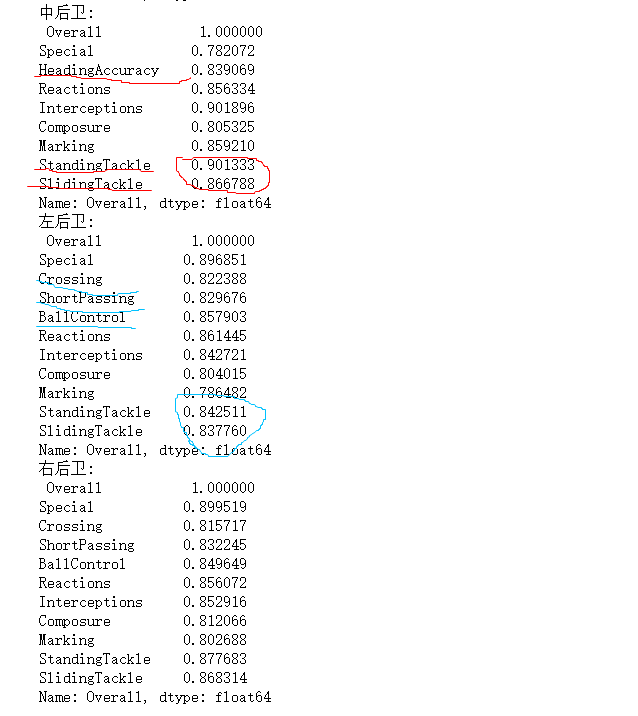 中后卫:
Overall 1.000000
Special 0.782072
HeadingAccuracy 0.839069
Reactions 0.856334
Interceptions 0.901896
Composure 0.805325
Marking 0.859210
StandingTackle 0.901333
SlidingTackle 0.866788
Name: Overall, dtype: float64
左后卫:
Overall 1.000000
Special 0.896851
Crossing 0.822388
ShortPassing 0.829676
BallControl 0.857903
Reactions 0.861445
Interceptions 0.842721
Composure 0.804015
Marking 0.786482
StandingTackle 0.842511
SlidingTackle 0.837760
Name: Overall, dtype: float64
右后卫:
Overall 1.000000
Special 0.899519
Crossing 0.815717
ShortPassing 0.832245
BallControl 0.849649
Reactions 0.856072
Interceptions 0.852916
Composure 0.812066
Marking 0.802688
StandingTackle 0.877683
SlidingTackle 0.868314
Name: Overall, dtype: float64